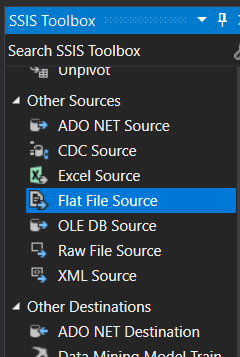 SSIS Toolbox
Search SSIS Toolbox
Unpivot
Other Sources
ADO NET Source
CDC Source
Excel Source
Flat File Source
OLE DB Source
Raw File Source
XML Source
Other Destinations
ADO NET Destination
Data Mining Model Train